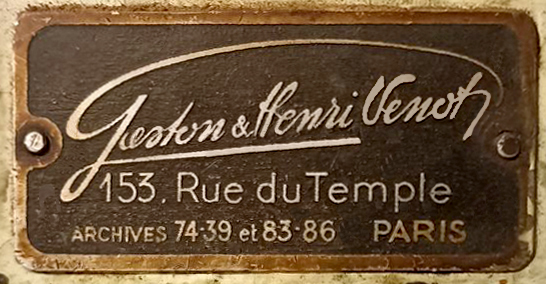 Gaston & Henri Venot
153, Rue du Temple
ARCHIVES 74-39 et 83-86 PARIS